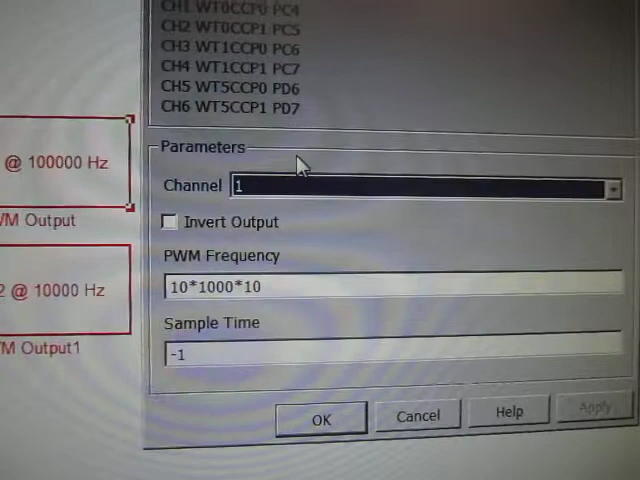 CH1 WT0CCP0 PC4
CH2 WT0CCP1 PC5
CH3 WT1CCP0 PC6
CH4 WT1CCP1 PC7
CH5 WT5CCP0 PD6
CH6 WT5CCP1 PD7
Parameters
@ 100000 Hz
Channel 1
VM Output
Invert Output
PWM Frequency
2 @ 10000 Hz
10*1000*10
Sample Time
VM Output1
-1
OK Cancel Help Apply